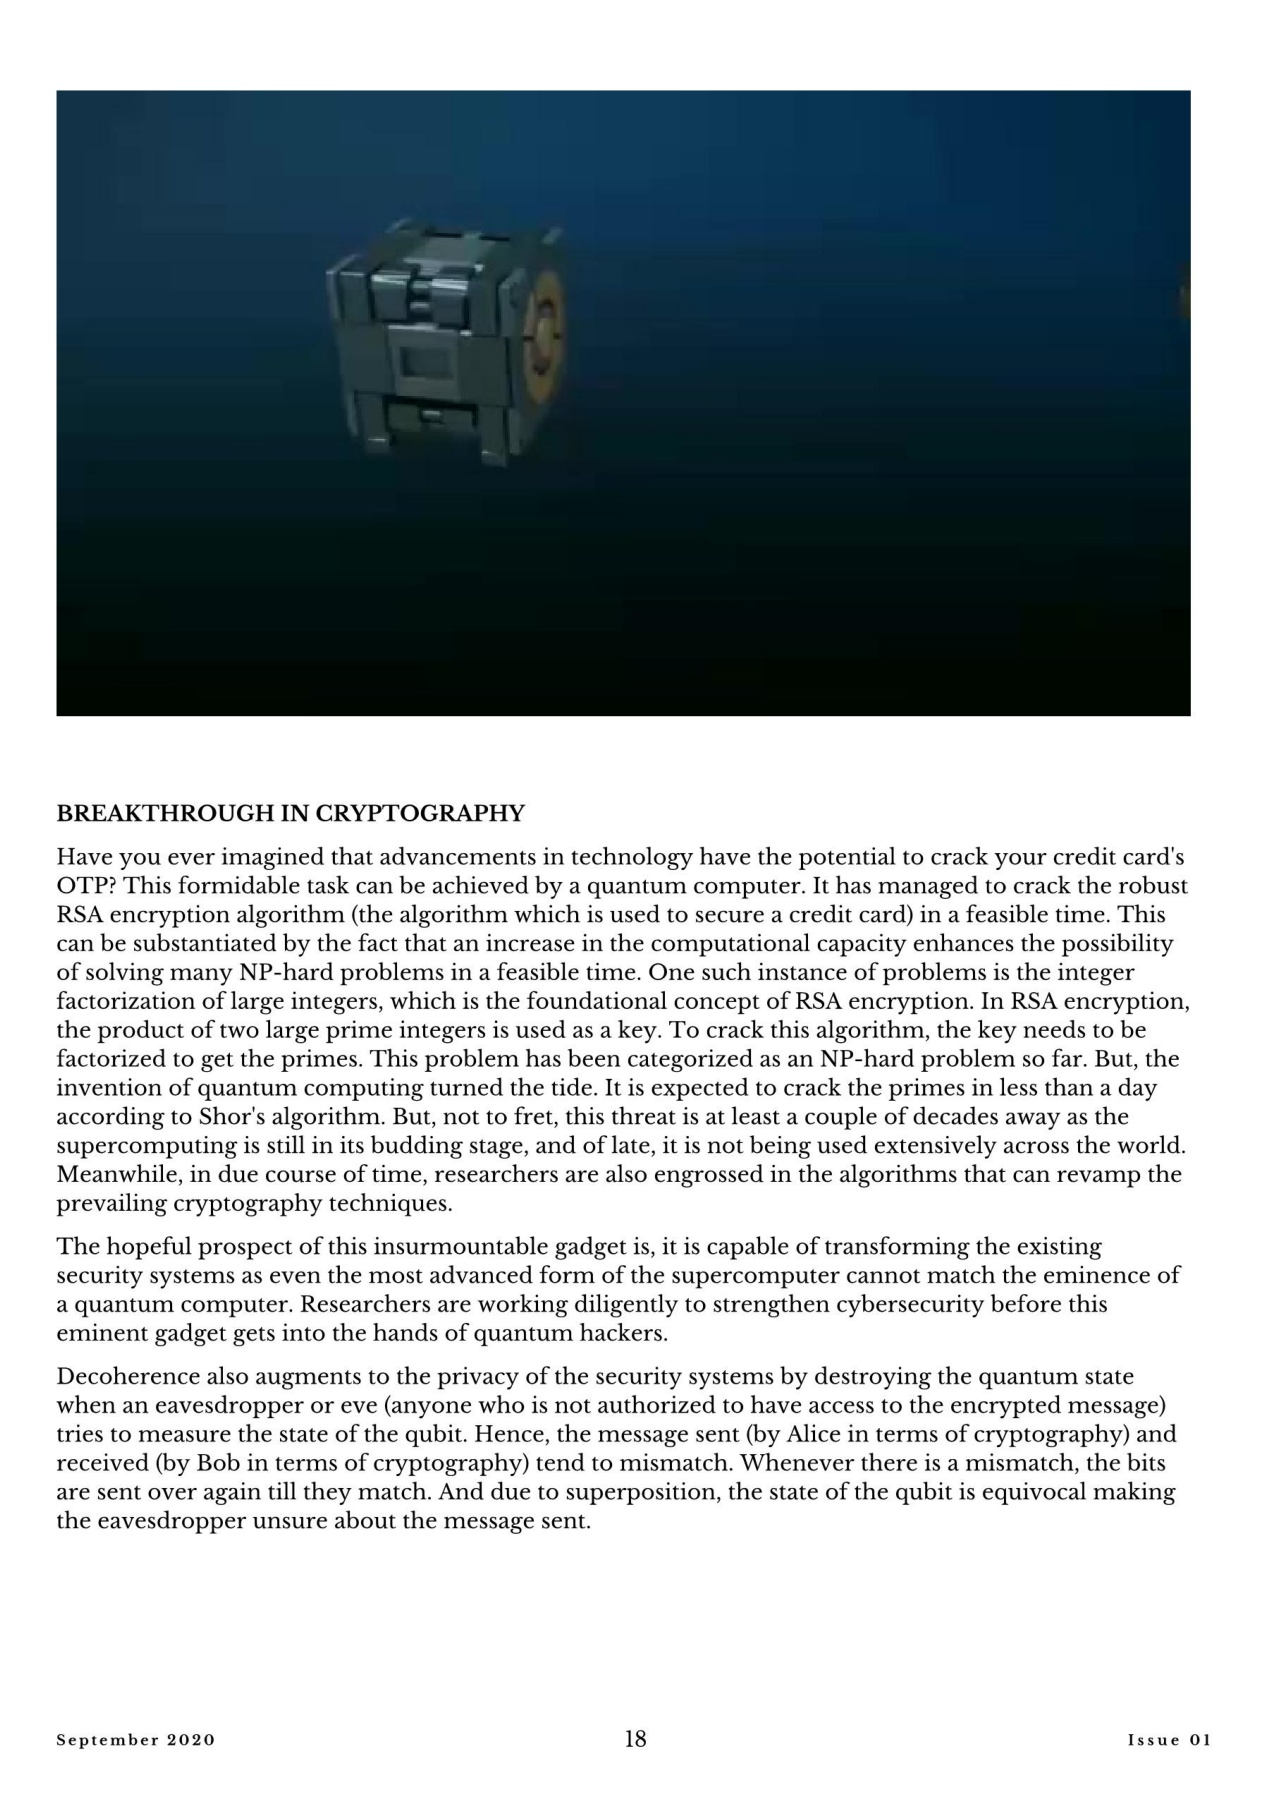 BREAKTHROUGH IN CRYPTOGRAPHY
Have you ever imagined that advancements in technology have the potential to crack your credit card's
OTP? This formidable task can be achieved by a quantum computer. It has managed to crack the robust
RSA encryption algorithm (the algorithm which is used to secure a credit card) in a feasible time. This
can be substantiated by the fact that an increase in the computational capacity enhances the possibility
of solving many NP-hard problems in a feasible time. One such instance of problems is the integer
factorization of large integers, which is the foundational concept of RSA encryption. In RSA encryption,
the product of two large prime integers is used as a key. To crack this algorithm, the key needs to be
factorized to get the primes. This problem has been categorized as an NP-hard problem so far. But, the
invention of quantum computing turned the tide. It is expected to crack the primes in less than a day
according to Shor's algorithm. But, not to fret, this threat is at least a couple of decades away as the
supercomputing is still in its budding stage, and of late, it is not being used extensively across the world.
Meanwhile, in due course of time, researchers are also engrossed in the algorithms that can revamp the
prevailing cryptography techniques.
The hopeful prospect of this insurmountable gadget is, it is capable of transforming the existing
security systems as even the most advanced form of the supercomputer cannot match the eminence of
a quantum computer. Researchers are working diligently to strengthen cybersecurity before this
eminent gadget gets into the hands of quantum hackers.
Decoherence also augments to the privacy of the security systems by destroying the quantum state
when an eavesdropper or eve (anyone who is not authorized to have access to the encrypted message)
tries to measure the state of the qubit. Hence, the message sent (by Alice in terms of cryptography) and
received (by Bob in terms of cryptography) tend to mismatch. Whenever there is a mismatch, the bits
are sent over again till they match. And due to superposition, the state of the qubit is equivocal making
the eavesdropper unsure about the message sent.
September 2020
18
Issue 01